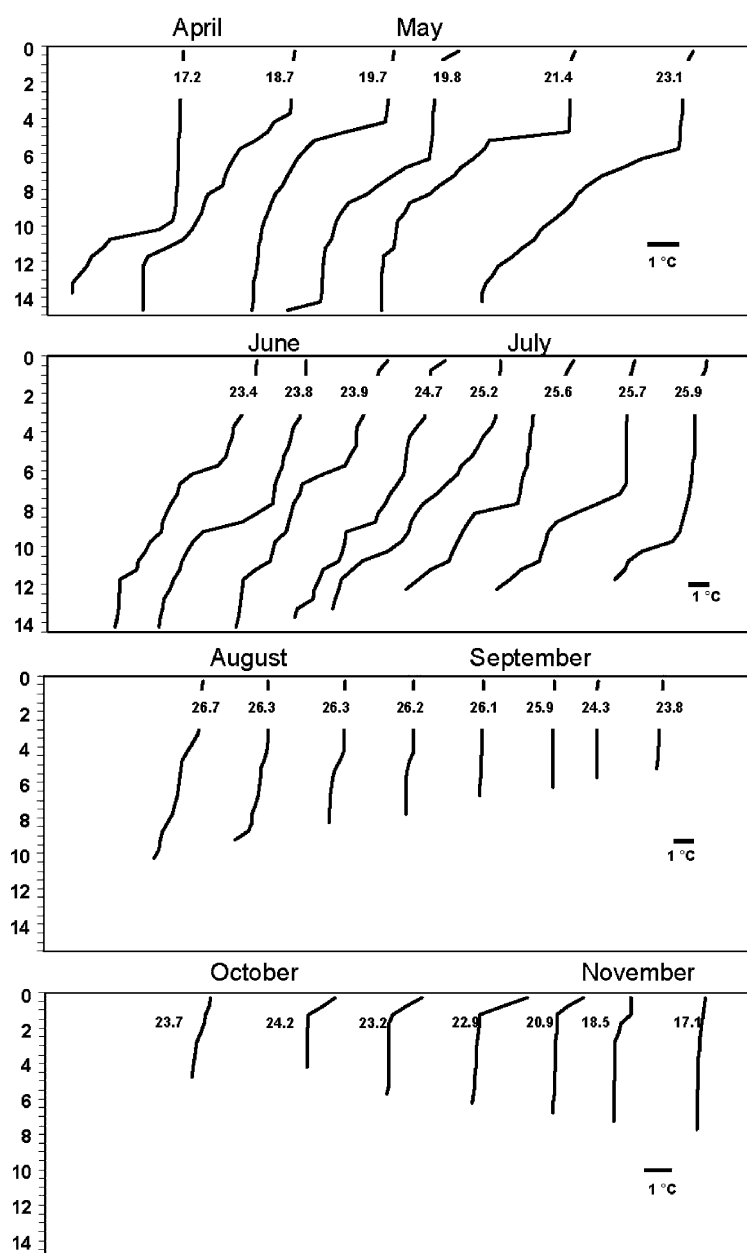 April May
0
17.2 18.7 19.7 19.8 21.4 23.1
2
4
6
8
10
1 °C
12
14
June July
0
23.4 23.8 23.9 24.7 25.2 25.6 25.7 25.9
2
4
6
8
10
12
1 °C
14
August September
0
26.7 26.3 26.3 26.2 26.1 25.9 24.3 23.8
2
4
6
8
10
1 °C
12
14
October November
0
23.7 24.2 23.2 22.9 20.9 18.5 17.1
2
4
6
8
10
1 °C
12
14